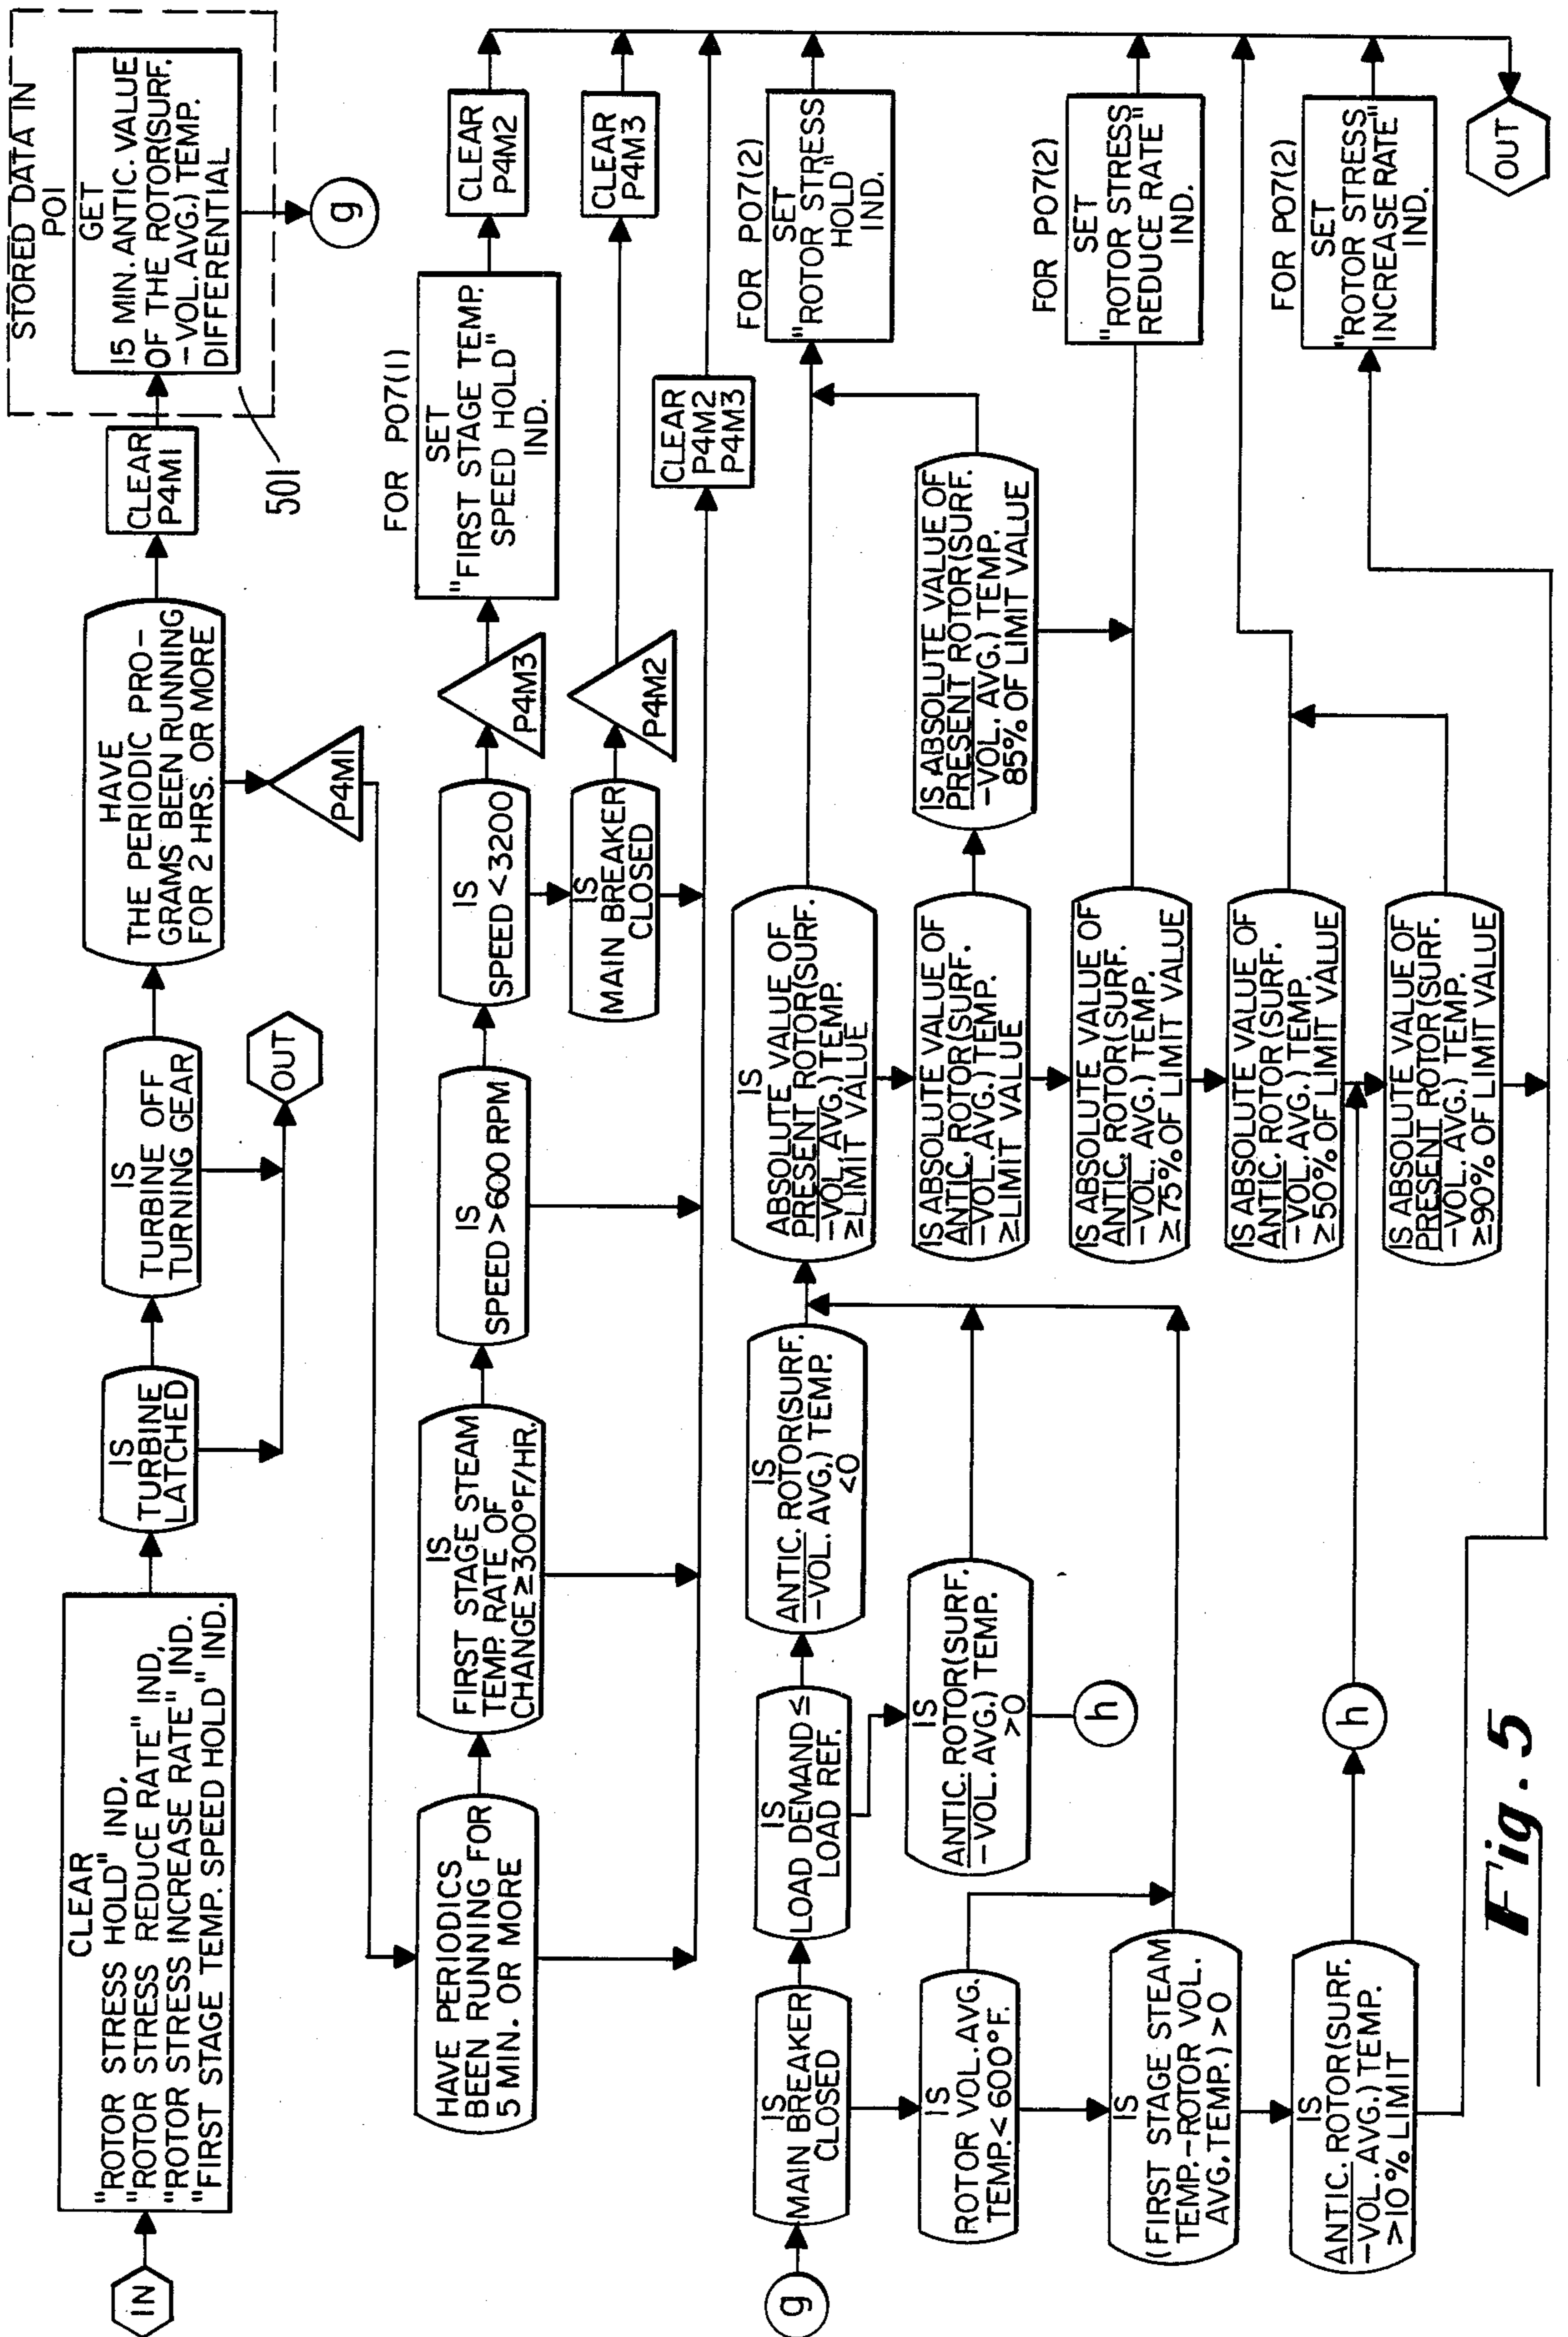 IN
CLEAR
"ROTOR STRESS HOLD" IND,
"ROTOR STRESS REDUCE RATE" IND,
"ROTOR STRESS INCREASE RATE" IND.
"FIRST STAGE TEMP. SPEED HOLD" IND.
IS
TURBINE
LATCHED
IS
TURBINE OFF
TURNING GEAR
OUT
HAVE
THE PERIODIC PRO-
GRAMS BEEN RUNNING
FOR 2 HRS. OR MORE
P4M1
CLEAR
P4M1
STORED DATA IN
P01
GET
15 MIN. ANTIC. VALUE
OF THE ROTOR(SURF.
-VOL. AVG.) TEMP.
DIFFERENTIAL
501
g
HAVE PERIODICS
BEEN RUNNING FOR
5 MIN. OR MORE
IS
FIRST STAGE STEAM
TEMP. RATE OF
CHANGE ≥300°F/HR.
IS
SPEED >600 RPM
IS
SPEED <3200
P4M3
FOR P07(1)
SET
"FIRST STAGE TEMP.
SPEED HOLD"
IND.
CLEAR
P4M2
IS
MAIN BREAKER
CLOSED
P4M2
CLEAR
P4M3
CLEAR
P4M2
P4M3
g
IS
MAIN BREAKER
CLOSED
IS
LOAD DEMAND ≤
LOAD REF.
IS
ANTIC. ROTOR(SURF.
-VOL. AVG,) TEMP.
<0
IS
ABSOLUTE VALUE OF
PRESENT ROTOR(SURF.
-VOL. AVG.) TEMP.
≥LIMIT VALUE
FOR P07(2)
SET
"ROTOR STRESS
HOLD"
IND.
IS
ROTOR VOL. AVG.
TEMP. < 600°F.
IS
ANTIC. ROTOR(SURF.
-VOL. AVG.) TEMP.
>0
h
IS ABSOLUTE VALUE OF
ANTIC. ROTOR(SURF.
-VOL. AVG.) TEMP.
≥LIMIT VALUE
IS ABSOLUTE VALUE OF
PRESENT ROTOR(SURF.
-VOL. AVG.) TEMP.
85% OF LIMIT VALUE
IS
(FIRST STAGE STEAM
TEMP.-ROTOR VOL.
AVG. TEMP.) >0
IS ABSOLUTE VALUE OF
ANTIC. ROTOR(SURF.
-VOL. AVG.) TEMP.
≥75% OF LIMIT VALUE
FOR P07(2)
SET
"ROTOR STRESS
REDUCE RATE"
IND.
IS
ANTIC. ROTOR(SURF.
-VOL. AVG.) TEMP.
>10% LIMIT
h
IS ABSOLUTE VALUE OF
ANTIC. ROTOR(SURF.
-VOL. AVG.) TEMP.
≥50% OF LIMIT VALUE
IS ABSOLUTE VALUE OF
PRESENT ROTOR(SURF.
-VOL. AVG.) TEMP.
≥90% OF LIMIT VALUE
FOR P07(2)
SET
"ROTOR STRESS
INCREASE RATE"
IND.
OUT
Fig. 5